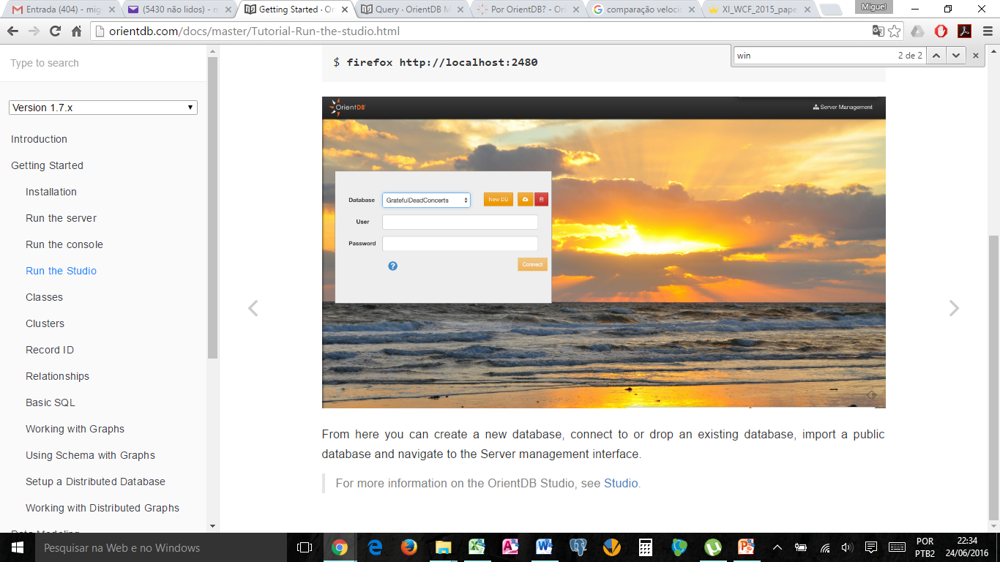 Miguel
Entrada (404) - mig
(5430 não lidos) - m
Getting Started · Or
Query · OrientDB M
Por OrientDB? - Ori
comparação veloci
XI_WCF_2015_pape
orientdb.com/docs/master/Tutorial-Run-the-studio.html
win
2 de 2
Type to search
Version 1.7.x
Introduction
Getting Started
Installation
Run the server
Run the console
Run the Studio
Classes
Clusters
Record ID
Relationships
Basic SQL
Working with Graphs
Using Schema with Graphs
Setup a Distributed Database
Working with Distributed Graphs
Data Modeling
$ firefox http://localhost:2480
OrientDB
Server Management
Database
GratefulDeadConcerts
New DB
User
Password
?
Connect
From here you can create a new database, connect to or drop an existing database, import a public
database and navigate to the Server management interface.
For more information on the OrientDB Studio, see Studio.
Pesquisar na Web e no Windows
POR
PTB2
22:34
24/06/2016